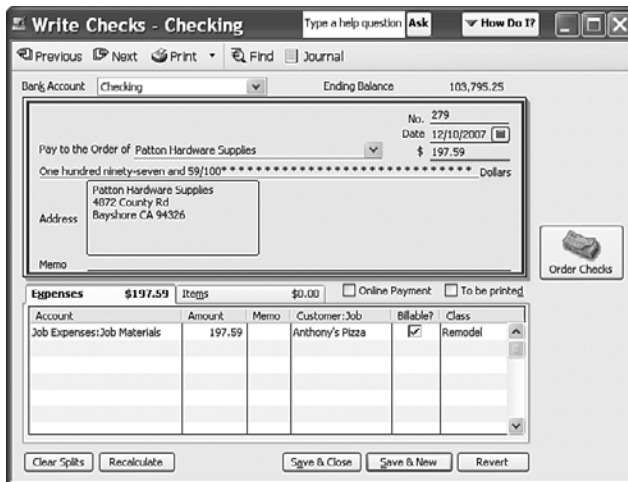 Write Checks - Checking Type a help question Ask How Do I?
Previous Next Print Find Journal
Bank Account Checking Ending Balance 103,795.25
No. 279
Date 12/10/2007
Pay to the Order of Patton Hardware Supplies $ 197.59
One hundred ninety-seven and 59/100* * * * * * * * * * * * * * * * * * * * * * * * * * * * * * * * Dollars
Patton Hardware Supplies
4872 County Rd
Bayshore CA 94326
Address
Memo
Order Checks
Expenses $197.59 Items $0.00 Online Payment To be printed
Account Amount Memo Customer:Job Billable? Class
Job Expenses:Job Materials 197.59 Anthony's Pizza Remodel
Clear Splits Recalculate Save & Close Save & New Revert